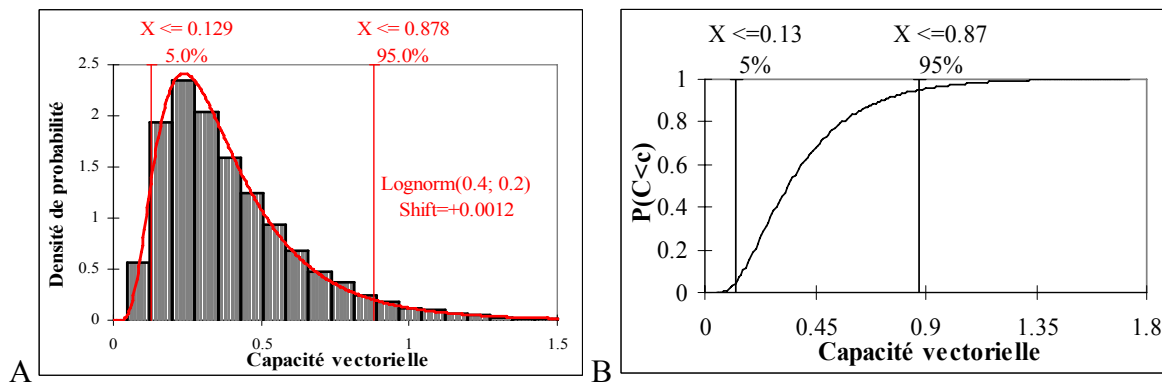 X <= 0.129
5.0%
X <= 0.878
95.0%
2.5
2
1.5
1
0.5
0
Densité de probabilité
Lognorm(0.4; 0.2)
Shift=+0.0012
0
0.5
1
1.5
Capacité vectorielle
A
X <=0.13
5%
X <=0.87
95%
1
0.8
0.6
0.4
0.2
0
P(C<c)
0
0.45
0.9
1.35
1.8
Capacité vectorielle
B